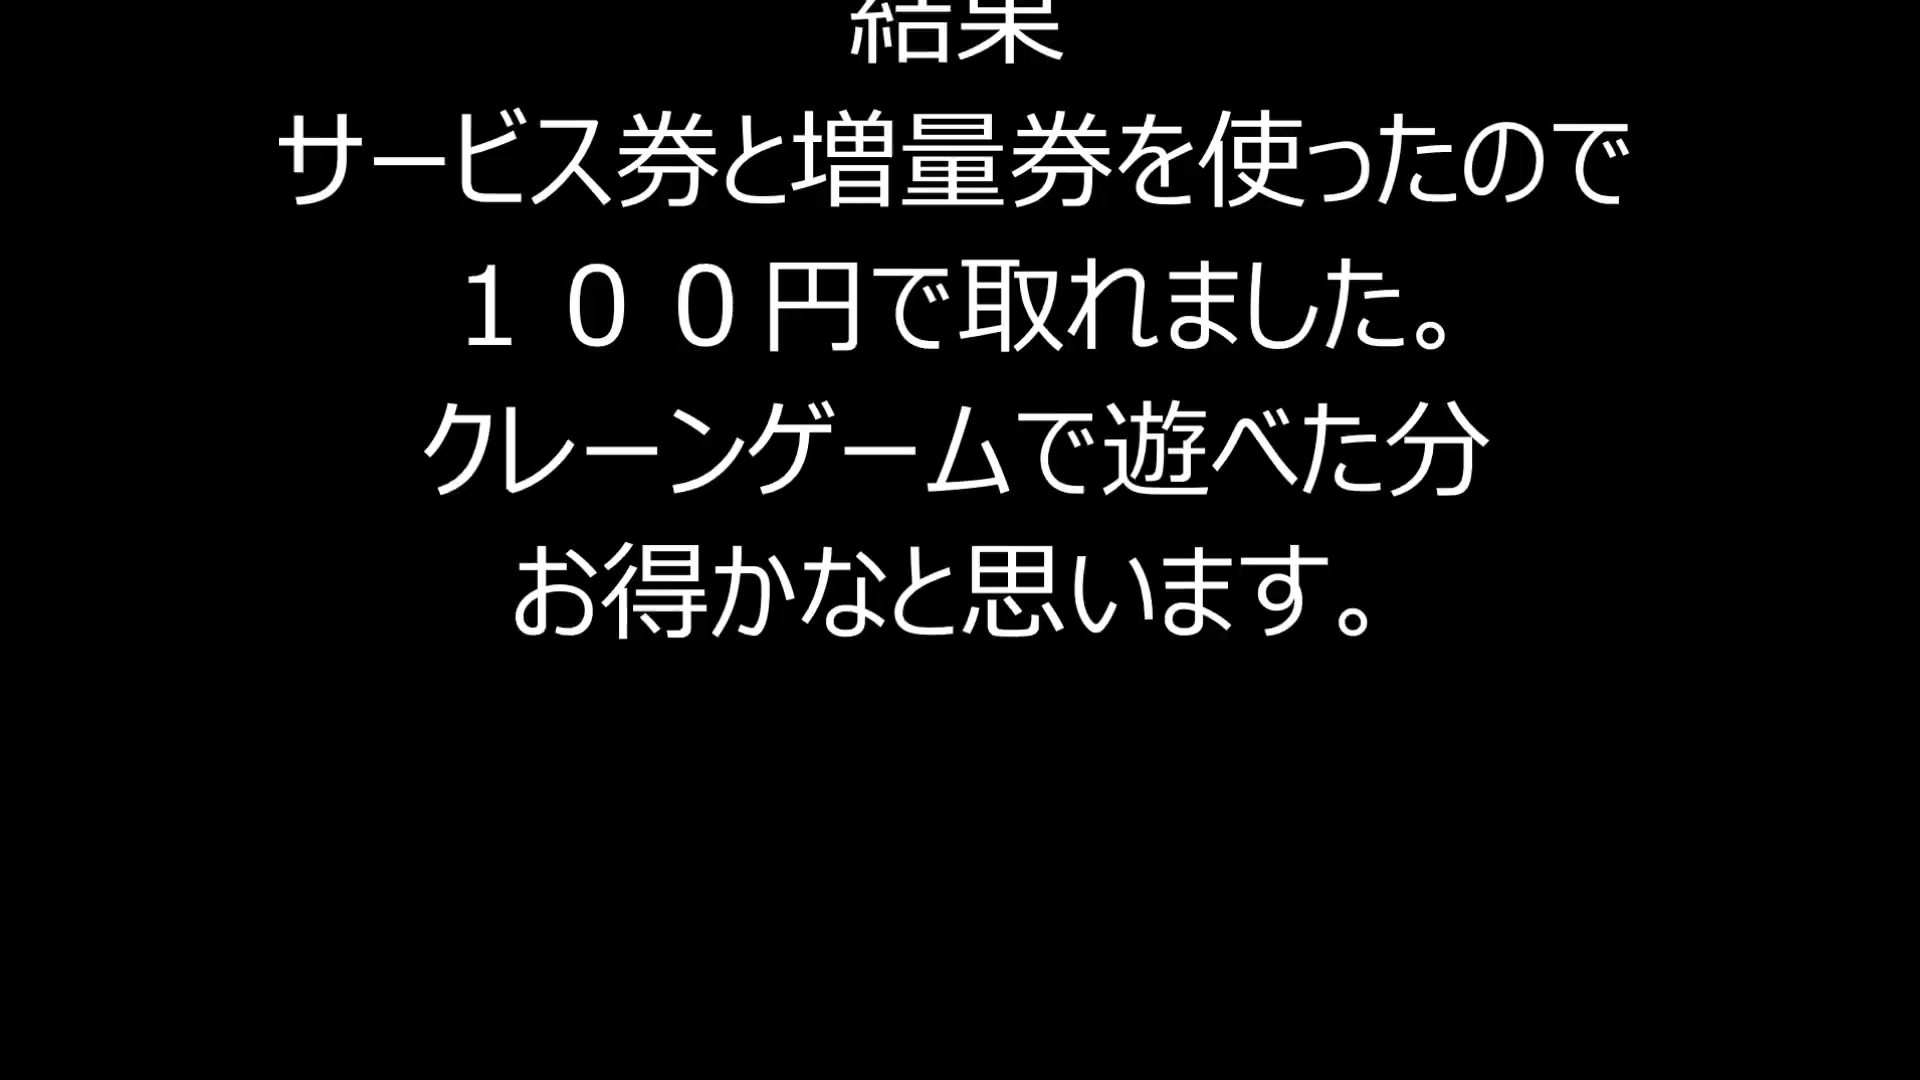 結果
サービス券と増量券を使ったので
１００円で取れました。
クレーンゲームで遊べた分
お得かなと思います。